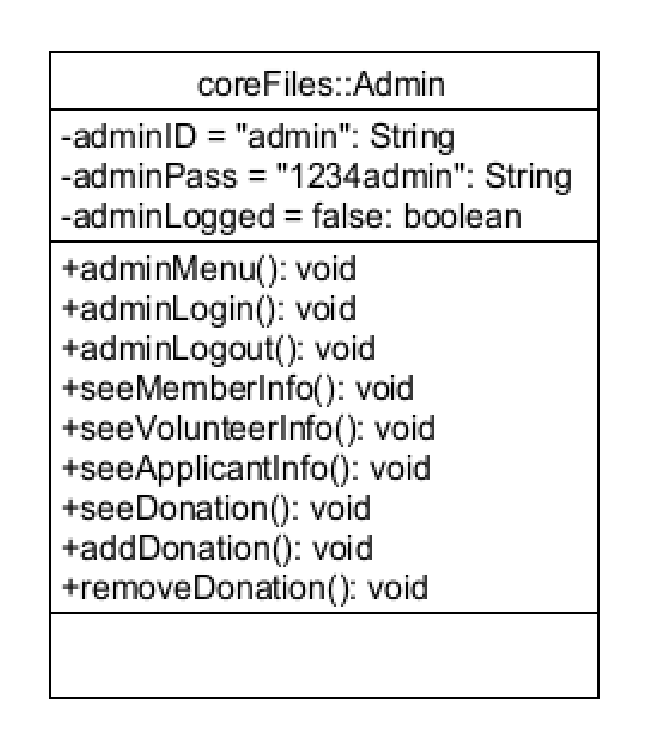 coreFiles::Admin
-adminID = "admin": String
-adminPass = "1234admin": String
-adminLogged = false: boolean
+adminMenu(): void
+adminLogin(): void
+adminLogout(): void
+seeMemberInfo(): void
+seeVolunteerInfo(): void
+seeApplicantInfo(): void
+seeDonation(): void
+addDonation(): void
+removeDonation(): void